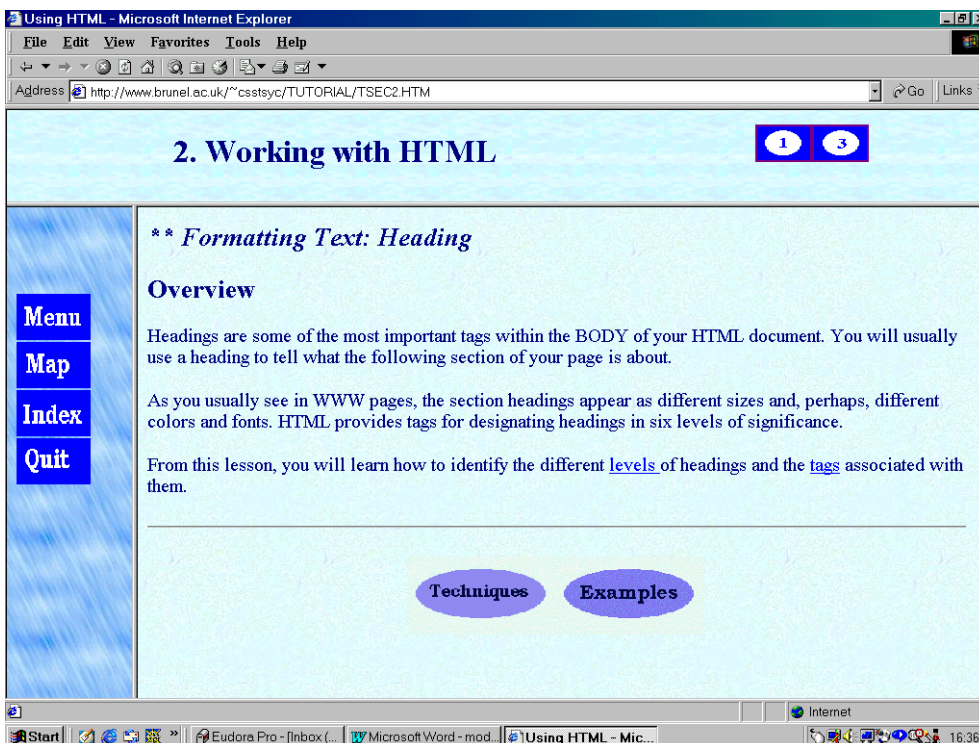 Using HTML - Microsoft Internet Explorer
File Edit View Favorites Tools Help
Address http://www.brunel.ac.uk/~csstsyc/TUTORIAL/TSEC2.HTM Go Links
2. Working with HTML
1 3
** Formatting Text: Heading
Overview
Headings are some of the most important tags within the BODY of your HTML document. You will usually
use a heading to tell what the following section of your page is about.
As you usually see in WWW pages, the section headings appear as different sizes and, perhaps, different
colors and fonts. HTML provides tags for designating headings in six levels of significance.
From this lesson, you will learn how to identify the different levels of headings and the tags associated with
them.
Menu
Map
Index
Quit
Techniques Examples
Internet
Start » Eudora Pro - [Inbox (... Microsoft Word - mod... Using HTML - Mic... 16:36